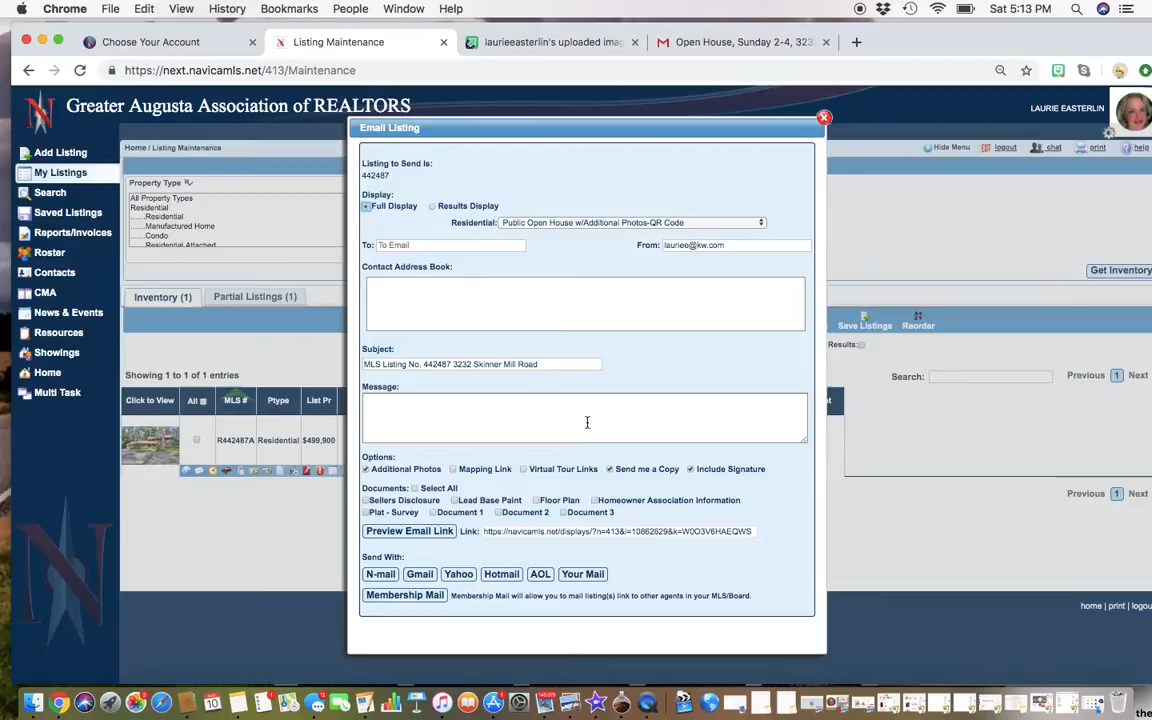 Chrome File Edit View History Bookmarks People Window Help Sat 5:13 PM
Choose Your Account Listing Maintenance laurieeasterlin's uploaded imag Open House, Sunday 2-4, 323
https://next.navicamls.net/413/Maintenance
Greater Augusta Association of REALTORS
LAURIE EASTERLIN
Home / Listing Maintenance
Hide Menu logout chat print help
Add Listing
My Listings
Search
Saved Listings
Reports/Invoices
Roster
Contacts
CMA
News & Events
Resources
Showings
Home
Multi Task
Property Type
All Property Types
Residential
......Residential
......Manufactured Home
......Condo
......Residential Attached
Get Inventory
Inventory (1) Partial Listings (1)
Save Listings Reorder
Results:
Showing 1 to 1 of 1 entries
Search:
Previous 1 Next
Click to View All MLS # Ptype List Pr
R442487A Residential $499,900
Previous 1 Next
home | print | logou
Email Listing
Listing to Send Is:
442487
Display:
Full Display Results Display
Residential: Public Open House w/Additional Photos-QR Code
To: To Email From: lauriee@kw.com
Contact Address Book:
Subject:
MLS Listing No. 442487 3232 Skinner Mill Road
Message:
Options:
Additional Photos Mapping Link Virtual Tour Links Send me a Copy Include Signature
Documents: Select All
Sellers Disclosure Lead Base Paint Floor Plan Homeowner Association Information
Plat - Survey Document 1 Document 2 Document 3
Preview Email Link Link: https://navicamls.net/displays/?n=413&i=10862629&k=W0O3V6HAEQWS
Send With:
N-mail Gmail Yahoo Hotmail AOL Your Mail
Membership Mail Membership Mail will allow you to mail listing(s) link to other agents in your MLS/Board.
the